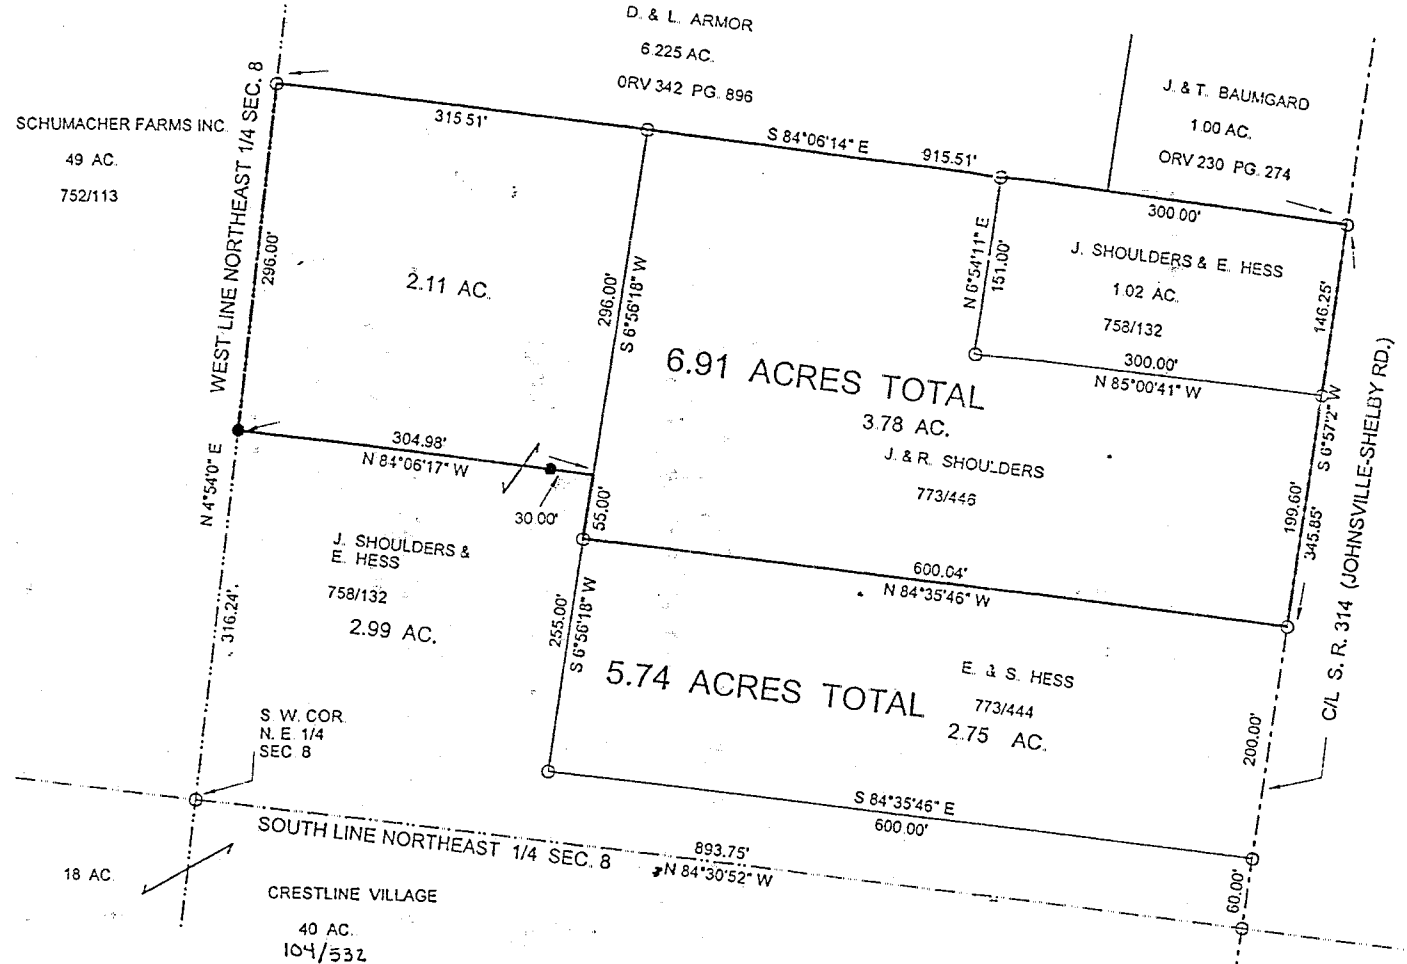 D. & L. ARMOR
6.225 AC.
ORV 342 PG. 896
J. & T. BAUMGARD
1.00 AC.
ORV 230 PG. 274
SCHUMACHER FARMS INC.
49 AC.
752/113
WEST LINE NORTHEAST 1/4 SEC. 8
296.00'
315.51'
S 84°06'14" E
915.51'
300.00'
2.11 AC.
296.00'
S 6°56'18" W
N 6°54'11" E
151.00'
J. SHOULDERS & E. HESS
1.02 AC.
758/132
146.25'
300.00'
N 85°00'41" W
6.91 ACRES TOTAL
3.78 AC.
J. & R. SHOULDERS
773/446
S 6°57'2" W
199.60'
345.85'
C/L S. R. 314 (JOHNSVILLE-SHELBY RD.)
304.98'
N 84°06'17" W
30.00'
55.00'
N 4°54'0" E
316.24'
J. SHOULDERS &
E. HESS
758/132
2.99 AC.
255.00'
S 6°56'18" W
600.04'
N 84°35'46" W
5.74 ACRES TOTAL
E. & S. HESS
773/444
2.75 AC.
200.00'
S. W. COR.
N. E. 1/4
SEC. 8
S 84°35'46" E
600.00'
SOUTH LINE NORTHEAST 1/4 SEC. 8
893.75'
N 84°30'52" W
60.00'
18 AC.
CRESTLINE VILLAGE
40 AC.
104/532